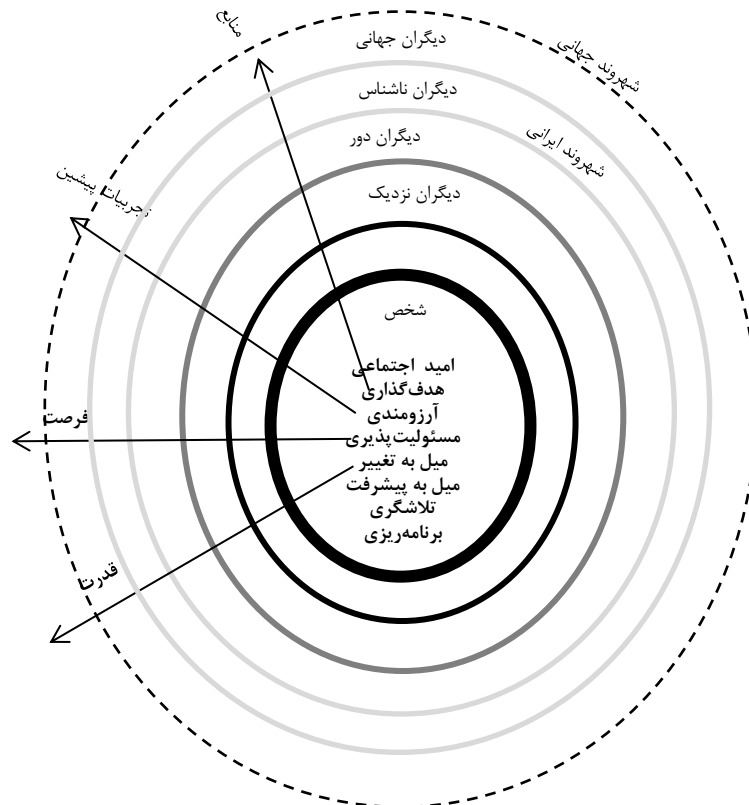 منابع
دیگران جهانی
شهروند جهانی
دیگران ناشناس
شهروند ایرانی
دیگران دور
تجربیات پیشین
دیگران نزدیک
شخص
امید اجتماعی
هدف‌گذاری
آرزومندی
مسئولیت‌پذیری
میل به تغییر
میل به پیشرفت
تلاشگری
برنامه‌ریزی
فرصت
قدرت